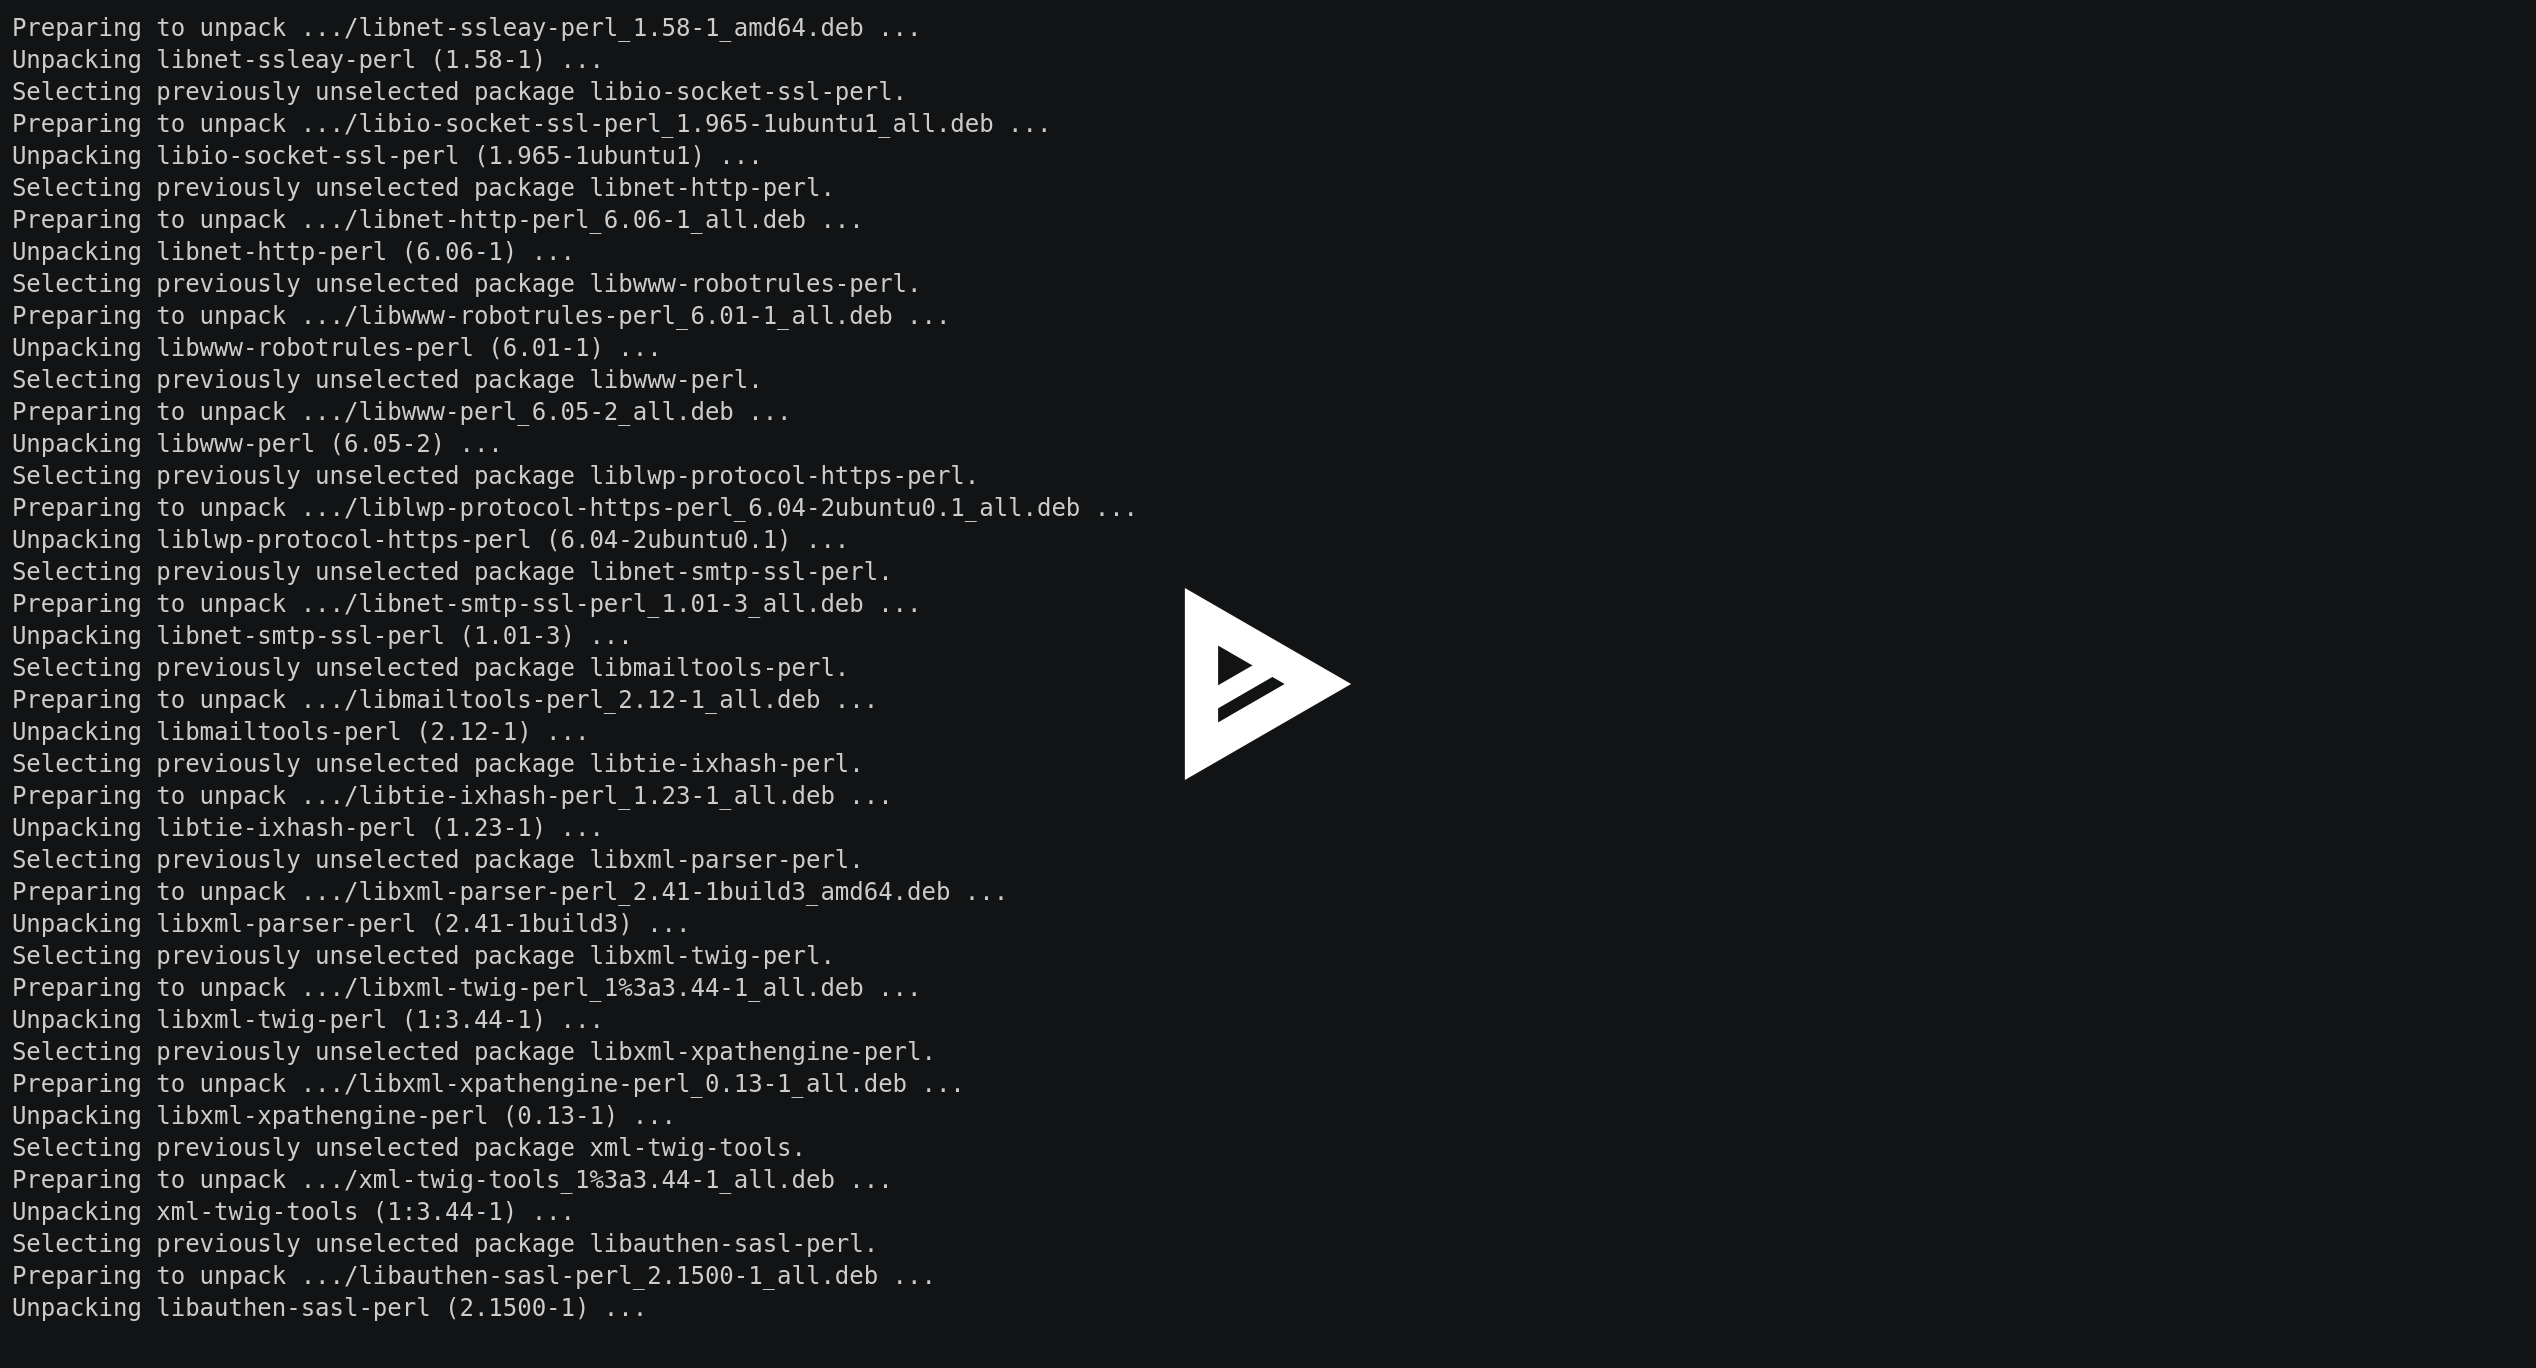 Preparing to unpack .../libnet-ssleay-perl_1.58-1_amd64.deb ...
Unpacking libnet-ssleay-perl (1.58-1) ...
Selecting previously unselected package libio-socket-ssl-perl.
Preparing to unpack .../libio-socket-ssl-perl_1.965-1ubuntu1_all.deb ...
Unpacking libio-socket-ssl-perl (1.965-1ubuntu1) ...
Selecting previously unselected package libnet-http-perl.
Preparing to unpack .../libnet-http-perl_6.06-1_all.deb ...
Unpacking libnet-http-perl (6.06-1) ...
Selecting previously unselected package libwww-robotrules-perl.
Preparing to unpack .../libwww-robotrules-perl_6.01-1_all.deb ...
Unpacking libwww-robotrules-perl (6.01-1) ...
Selecting previously unselected package libwww-perl.
Preparing to unpack .../libwww-perl_6.05-2_all.deb ...
Unpacking libwww-perl (6.05-2) ...
Selecting previously unselected package liblwp-protocol-https-perl.
Preparing to unpack .../liblwp-protocol-https-perl_6.04-2ubuntu0.1_all.deb ...
Unpacking liblwp-protocol-https-perl (6.04-2ubuntu0.1) ...
Selecting previously unselected package libnet-smtp-ssl-perl.
Preparing to unpack .../libnet-smtp-ssl-perl_1.01-3_all.deb ...
Unpacking libnet-smtp-ssl-perl (1.01-3) ...
Selecting previously unselected package libmailtools-perl.
Preparing to unpack .../libmailtools-perl_2.12-1_all.deb ...
Unpacking libmailtools-perl (2.12-1) ...
Selecting previously unselected package libtie-ixhash-perl.
Preparing to unpack .../libtie-ixhash-perl_1.23-1_all.deb ...
Unpacking libtie-ixhash-perl (1.23-1) ...
Selecting previously unselected package libxml-parser-perl.
Preparing to unpack .../libxml-parser-perl_2.41-1build3_amd64.deb ...
Unpacking libxml-parser-perl (2.41-1build3) ...
Selecting previously unselected package libxml-twig-perl.
Preparing to unpack .../libxml-twig-perl_1%3a3.44-1_all.deb ...
Unpacking libxml-twig-perl (1:3.44-1) ...
Selecting previously unselected package libxml-xpathengine-perl.
Preparing to unpack .../libxml-xpathengine-perl_0.13-1_all.deb ...
Unpacking libxml-xpathengine-perl (0.13-1) ...
Selecting previously unselected package xml-twig-tools.
Preparing to unpack .../xml-twig-tools_1%3a3.44-1_all.deb ...
Unpacking xml-twig-tools (1:3.44-1) ...
Selecting previously unselected package libauthen-sasl-perl.
Preparing to unpack .../libauthen-sasl-perl_2.1500-1_all.deb ...
Unpacking libauthen-sasl-perl (2.1500-1) ...